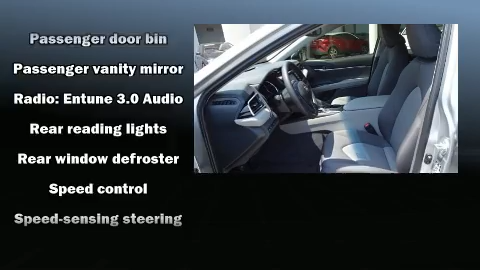 Passenger door bin
Passenger vanity mirror
Radio: Entune 3.0 Audio
Rear reading lights
Rear window defroster
Speed control
Speed-sensing steering